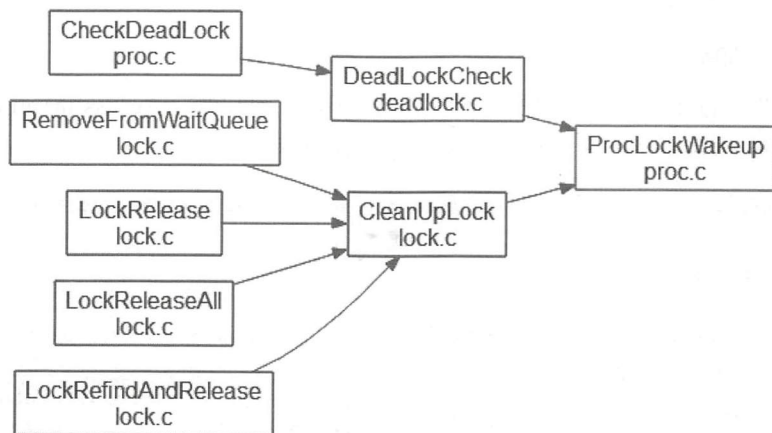 CheckDeadLock
proc.c
DeadLockCheck
deadlock.c
RemoveFromWaitQueue
lock.c
ProcLockWakeup
proc.c
LockRelease
lock.c
CleanUpLock
lock.c
LockReleaseAll
lock.c
LockRefindAndRelease
lock.c